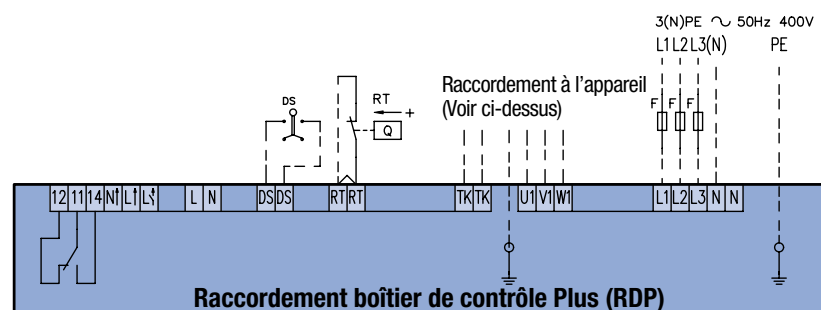 3(N)PE ∿ 50Hz 400V
L1 L2 L3(N) PE
Raccordement à l'appareil
(Voir ci-dessus)
DS
RT
+
Q
F F F
12 11 14 N↑ L↑ L L N DS DS RT RT TK TK U1 V1 W1 L1 L2 L3 N N
Raccordement boîtier de contrôle Plus (RDP)